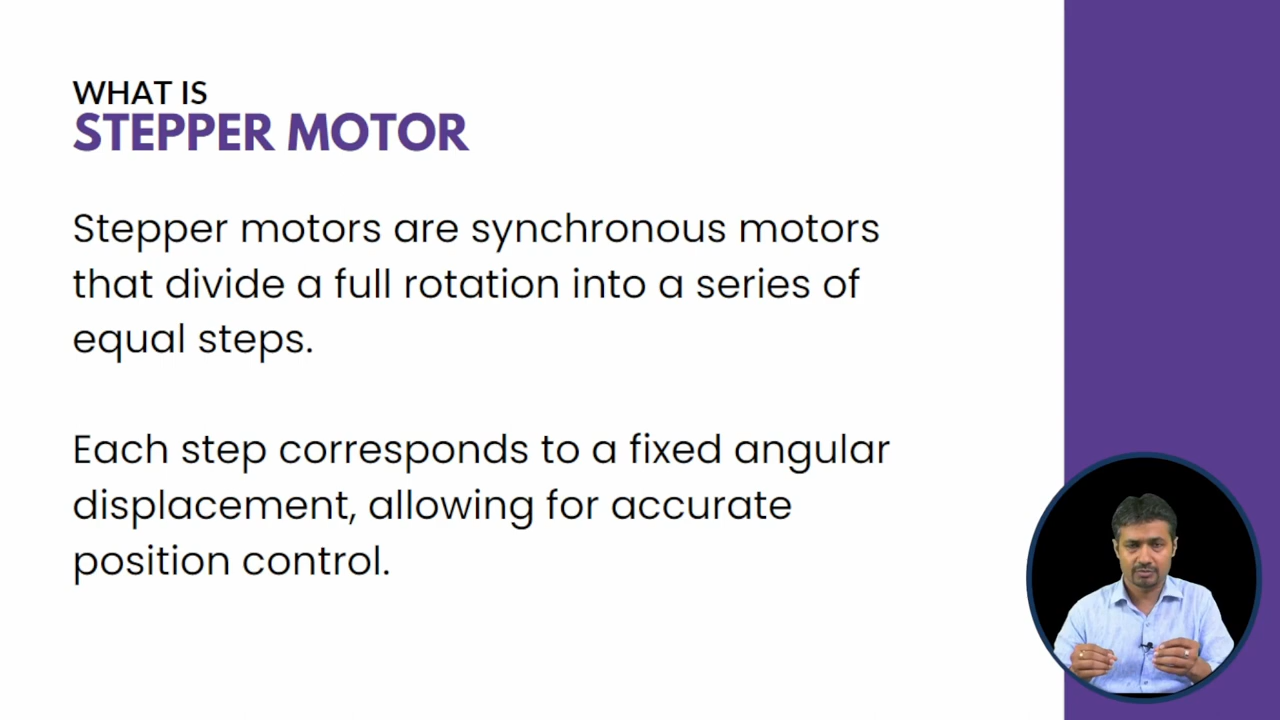 WHAT IS
STEPPER MOTOR
Stepper motors are synchronous motors
that divide a full rotation into a series of
equal steps.
Each step corresponds to a fixed angular
displacement, allowing for accurate
position control.